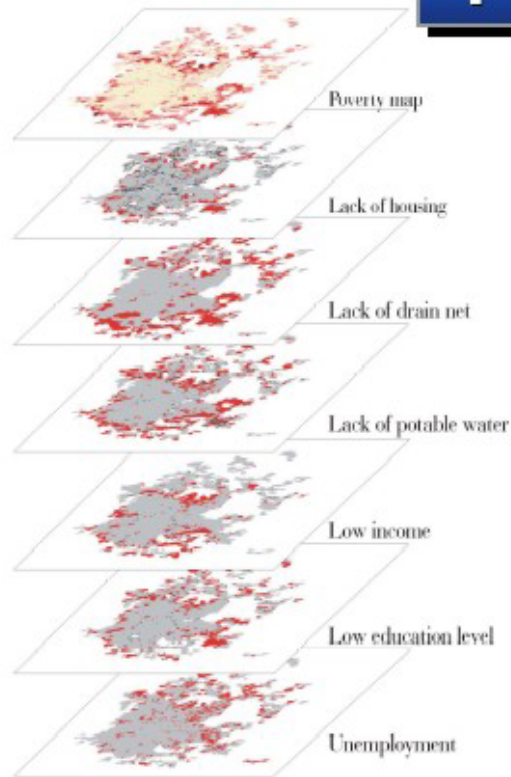 Poverty map
Lack of housing
Lack of drain net
Lack of potable water
Low income
Low education level
Unemployment